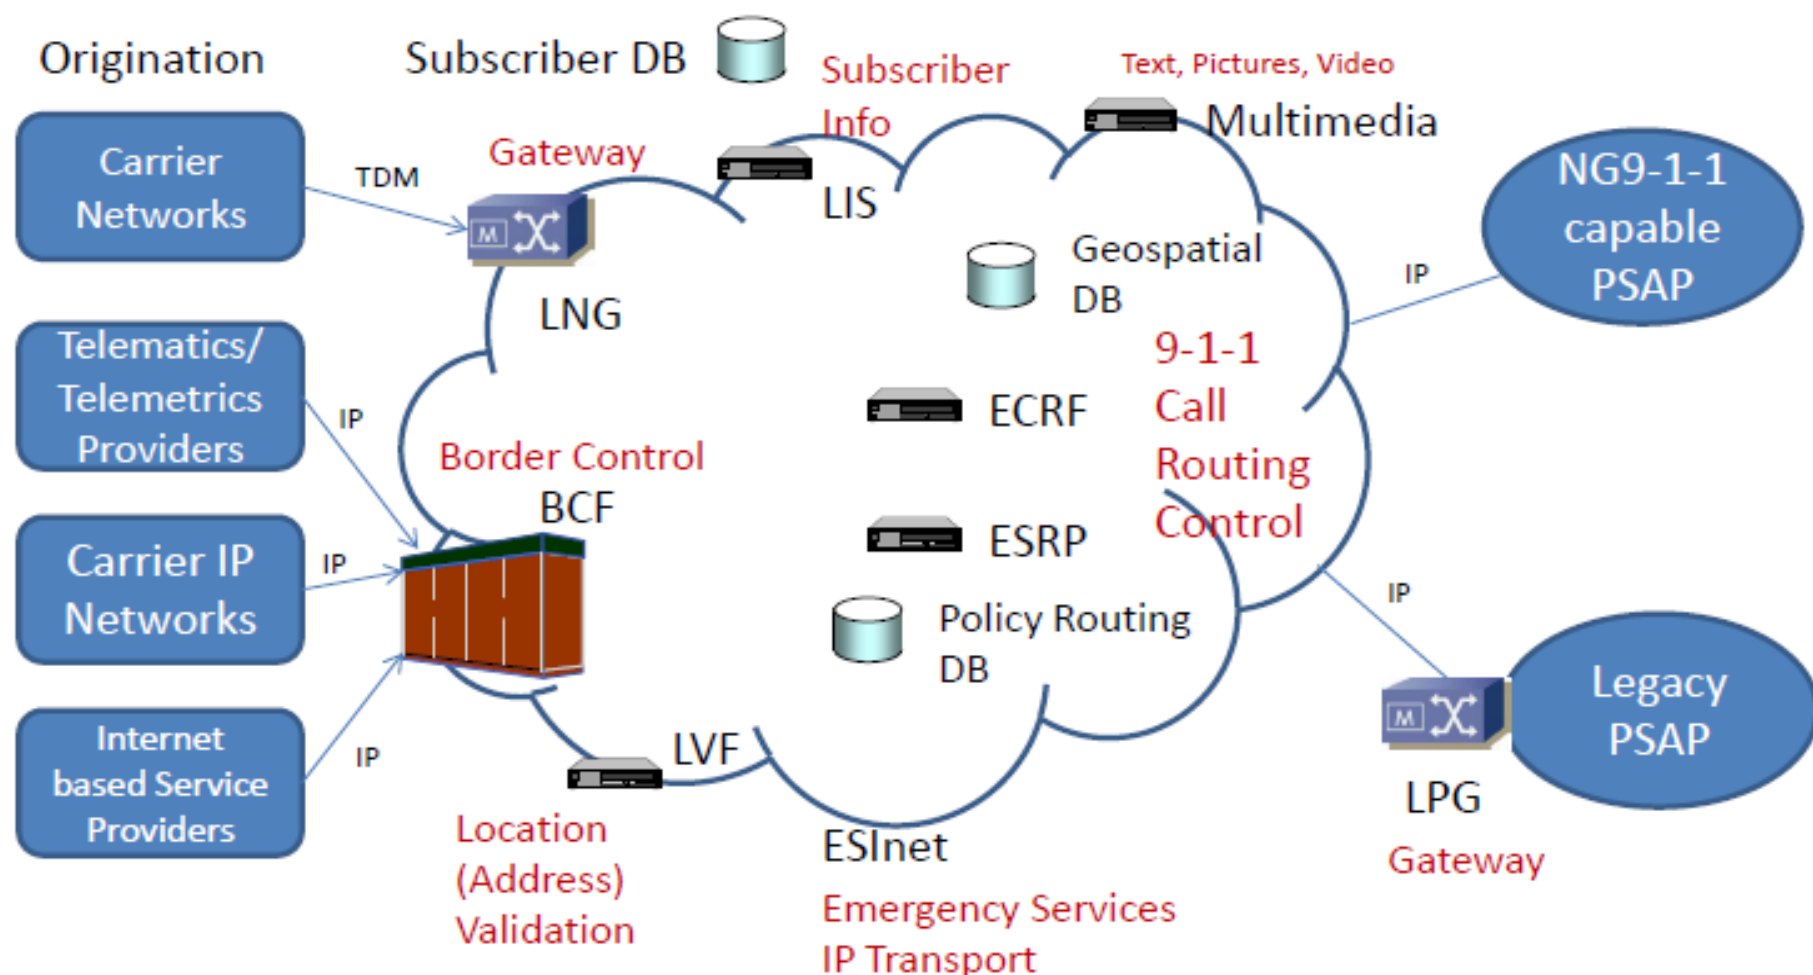 Origination
Carrier
Networks
TDM
Telematics/
Telemetrics
Providers
IP
Carrier IP
Networks
IP
Internet
based Service
Providers
IP
Subscriber DB
Subscriber
Info
Gateway
LNG
LIS
Text, Pictures, Video
Multimedia
Geospatial
DB
Border Control
BCF
ECRF
ESRP
9-1-1
Call
Routing
Control
Policy Routing
DB
LVF
Location
(Address)
Validation
ESInet
Emergency Services
IP Transport
IP
NG9-1-1
capable
PSAP
IP
Legacy
PSAP
LPG
Gateway
M
M